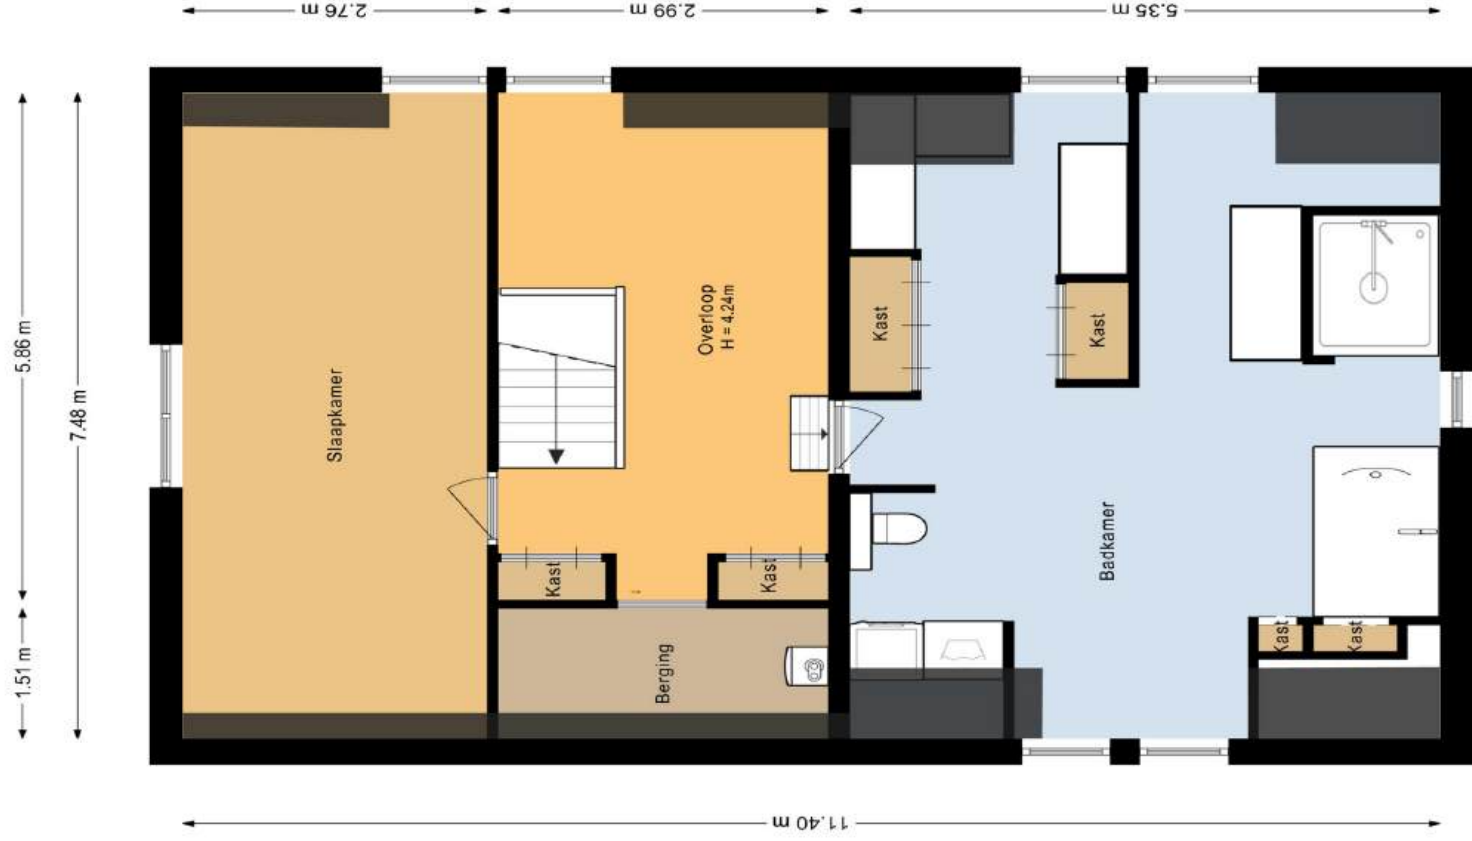 2.76 m
2.99 m
5.35 m
5.86 m
7.48 m
1.51 m
Slaapkamer
Overloop
H = 4.24m
Kast
Kast
Kast
Kast
Berging
Badkamer
Kast
Kast
11.40 m